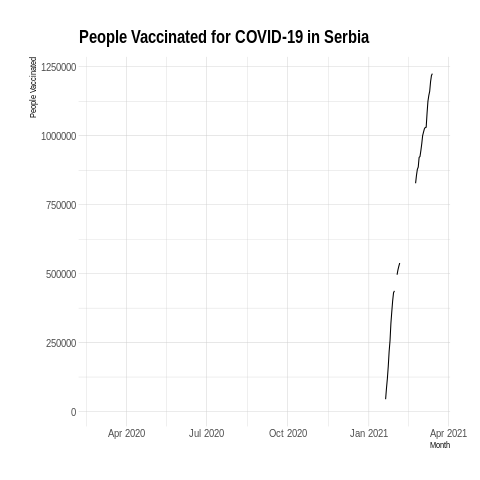 People Vaccinated for COVID-19 in Serbia
People Vaccinated
1250000
1000000
750000
500000
250000
0
Apr 2020
Jul 2020
Oct 2020
Jan 2021
Apr 2021
Month